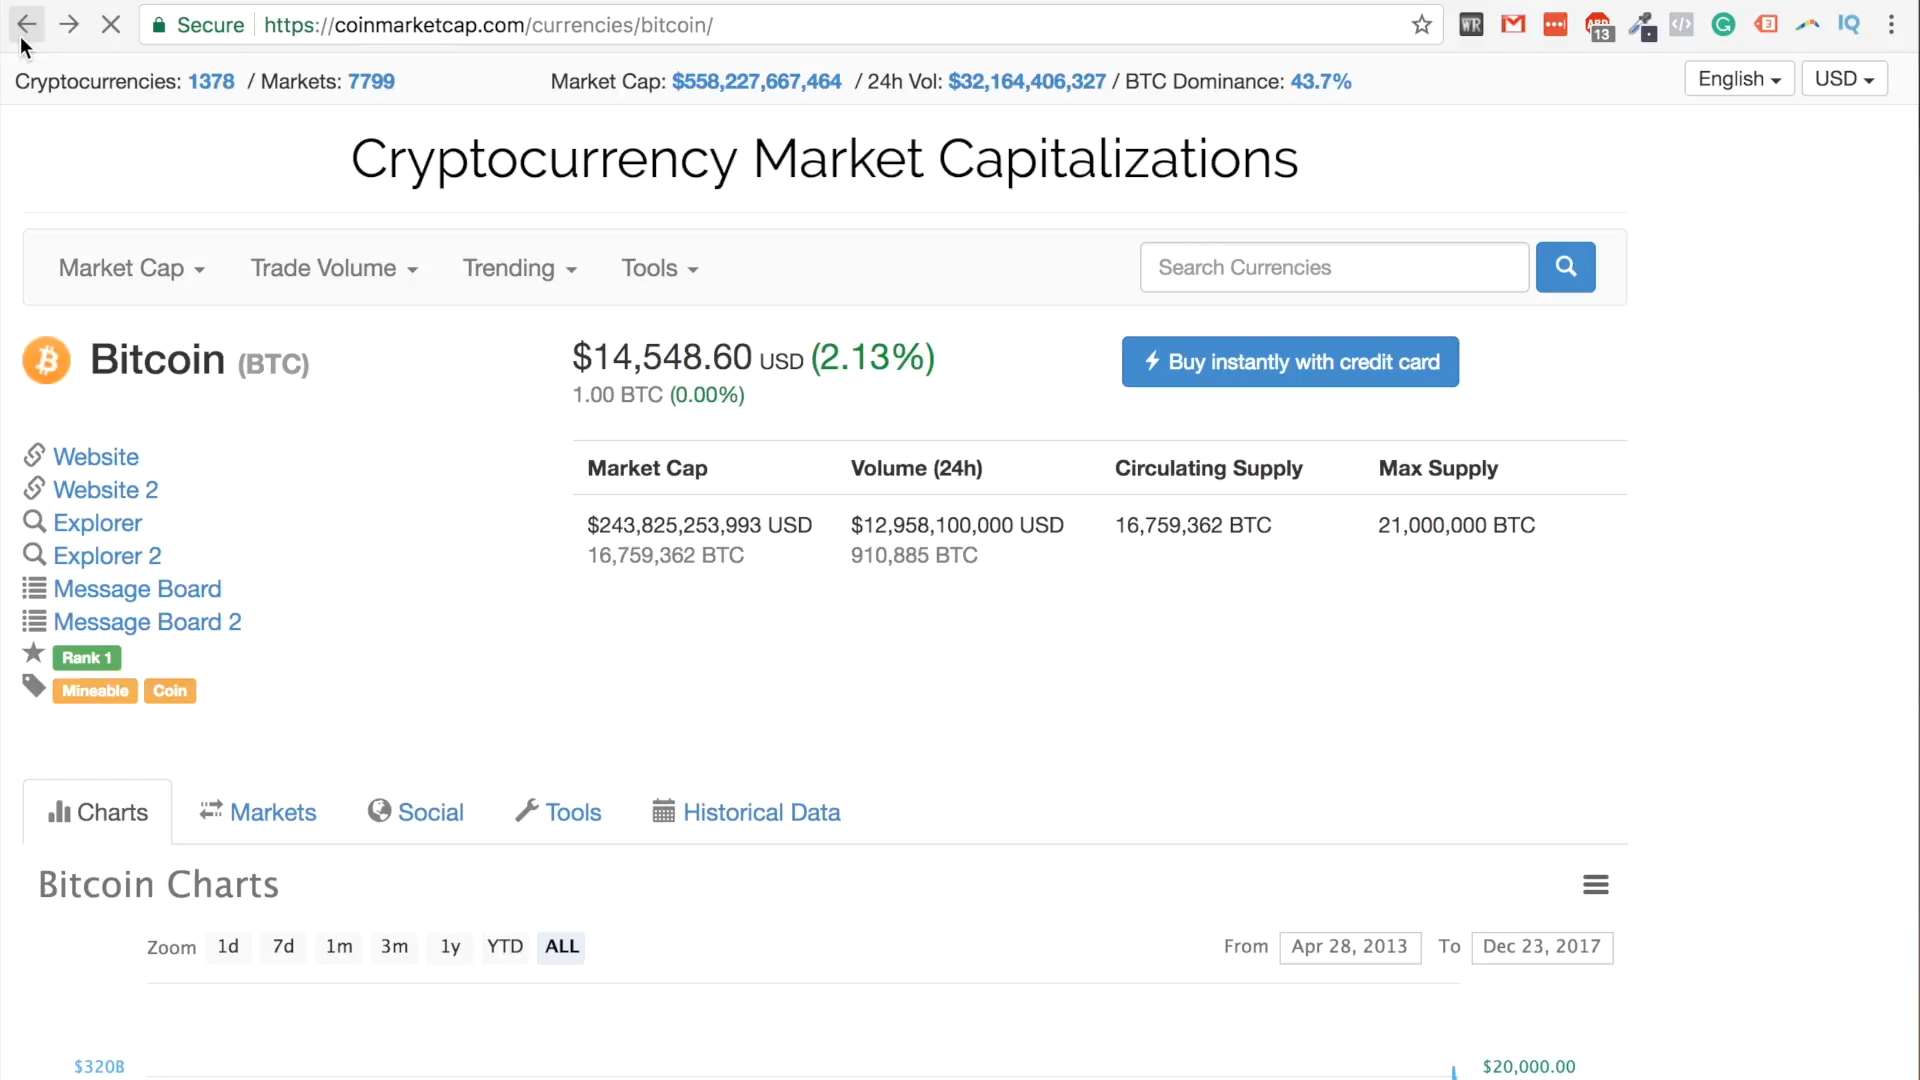 Secure https://coinmarketcap.com/currencies/bitcoin/ WR ABP 13 3 IQ
Cryptocurrencies: 1378 / Markets: 7799 Market Cap: $558,227,667,464 / 24h Vol: $32,164,406,327 / BTC Dominance: 43.7% English USD
Cryptocurrency Market Capitalizations
Market Cap Trade Volume Trending Tools Search Currencies
Bitcoin (BTC) $14,548.60 USD (2.13%) Buy instantly with credit card
1.00 BTC (0.00%)
Website
Website 2
Explorer
Explorer 2
Message Board
Message Board 2
Rank 1
Mineable Coin
Market Cap Volume (24h) Circulating Supply Max Supply
$243,825,253,993 USD $12,958,100,000 USD 16,759,362 BTC 21,000,000 BTC
16,759,362 BTC 910,885 BTC
Charts Markets Social Tools Historical Data
Bitcoin Charts
Zoom 1d 7d 1m 3m 1y YTD ALL From Apr 28, 2013 To Dec 23, 2017
$320B $20,000.00